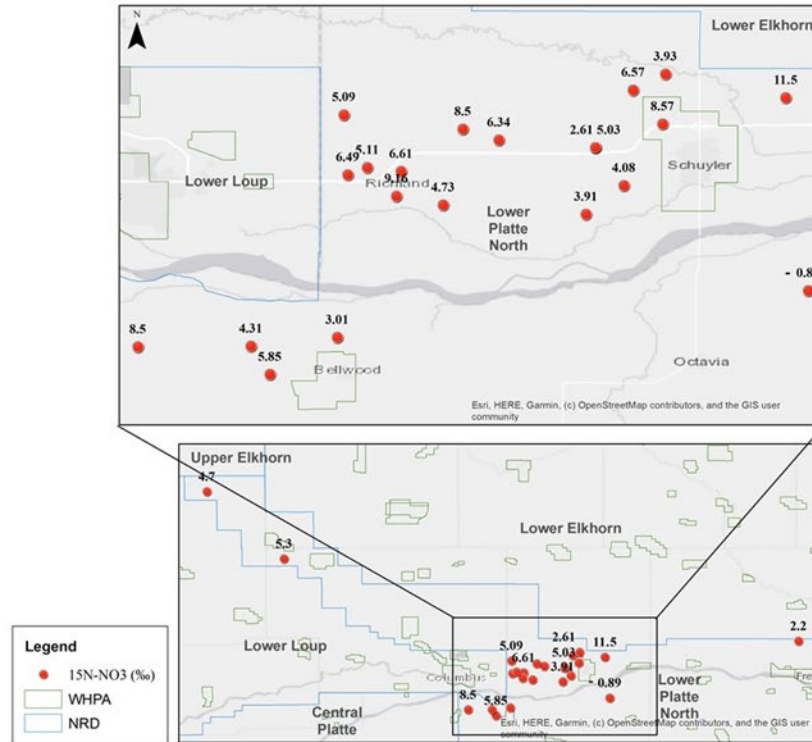 N
Lower Elkhorn
3.93
6.57
11.5
5.09
8.5
6.34
8.57
2.61 5.03
5.11
6.49
6.61
Schuyler
Lower Loup
Richland
9.16
4.08
4.73
3.91
Lower
Platte
North
- 0.8
8.5
4.31
3.01
5.85
Bellwood
Octavia
Esri, HERE, Garmin, (c) OpenStreetMap contributors, and the GIS user
community
Upper Elkhorn
4.7
Lower Elkhorn
5.3
2.2
Lower Loup
5.09
2.61
11.5
6.61
5.03
3.91
Columbus
- 0.89
8.5
5.85
Lower
Platte
North
Fre
Central
Platte
Esri, HERE, Garmin, (c) OpenStreetMap contributors, and the GIS user
community
Legend
15N-NO3 (‰)
WHPA
NRD